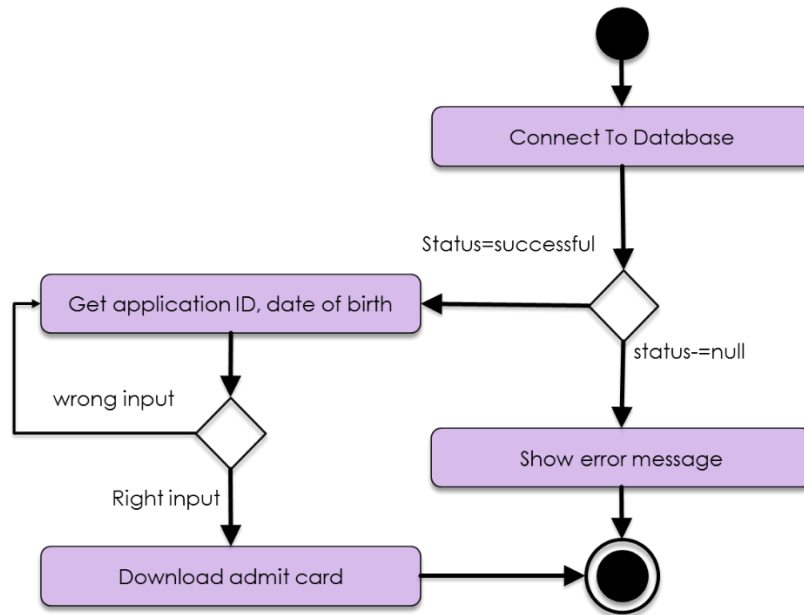 Connect To Database
Status=successful
Get application ID, date of birth
status-=null
wrong input
Show error message
Right input
Download admit card